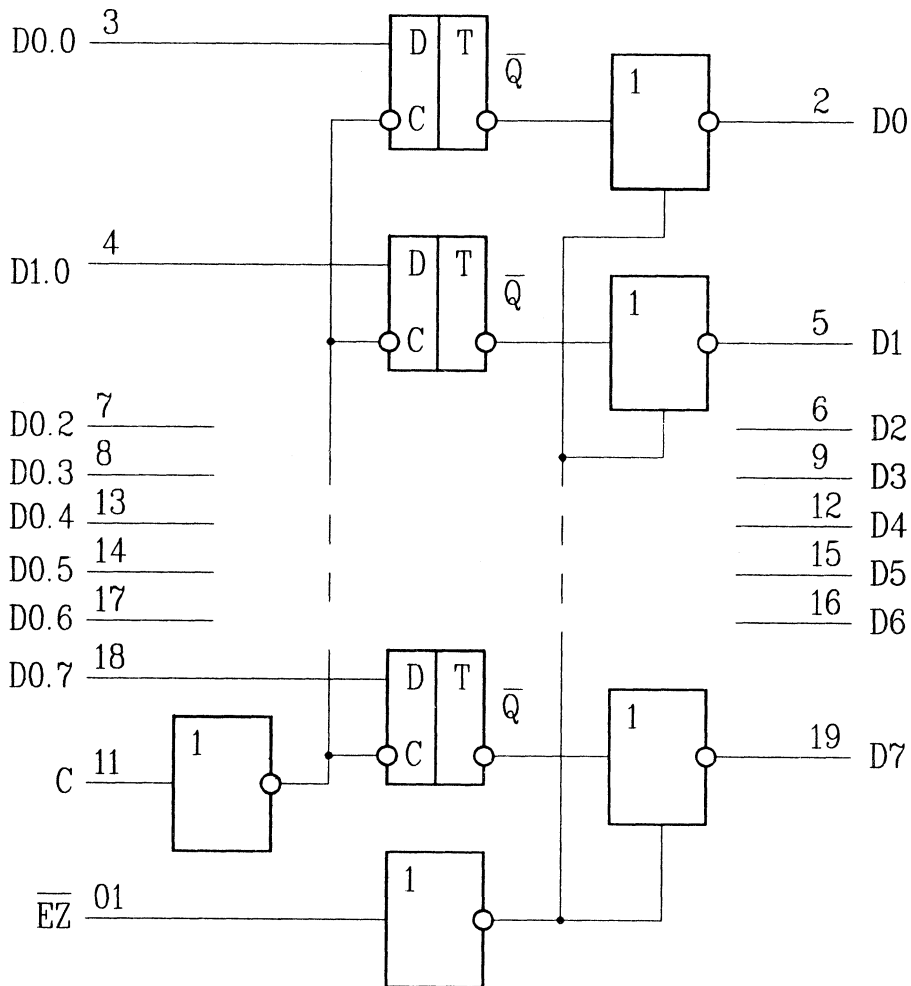 D0.0 3 D T Q̅ 1 2 D0
C
D1.0 4 D T Q̅ 1 5 D1
C
D0.2 7 6 D2
D0.3 8 9 D3
D0.4 13 12 D4
D0.5 14 15 D5
D0.6 17 16 D6
D0.7 18 D T Q̅ 1 19 D7
C
C 11 1
E̅Z̅ 01 1